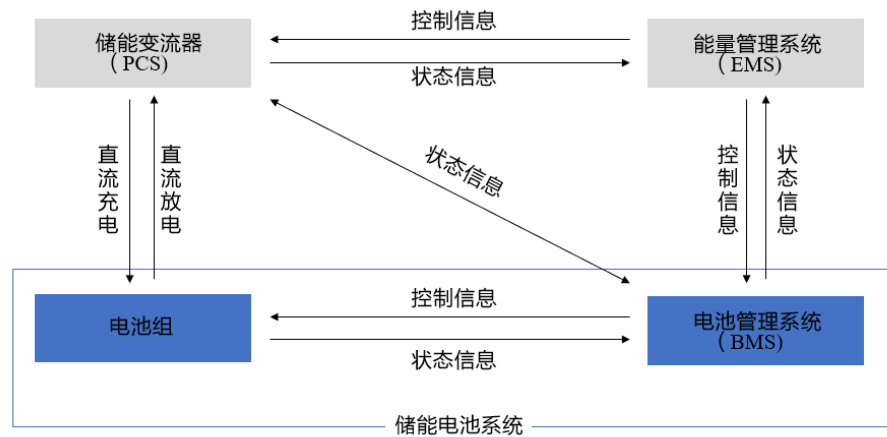 控制信息
储能变流器
（PCS)
能量管理系统
（EMS)
状态信息
状态信息
直流充电
直流放电
控制信息
状态信息
控制信息
电池组
电池管理系统
（BMS)
状态信息
储能电池系统